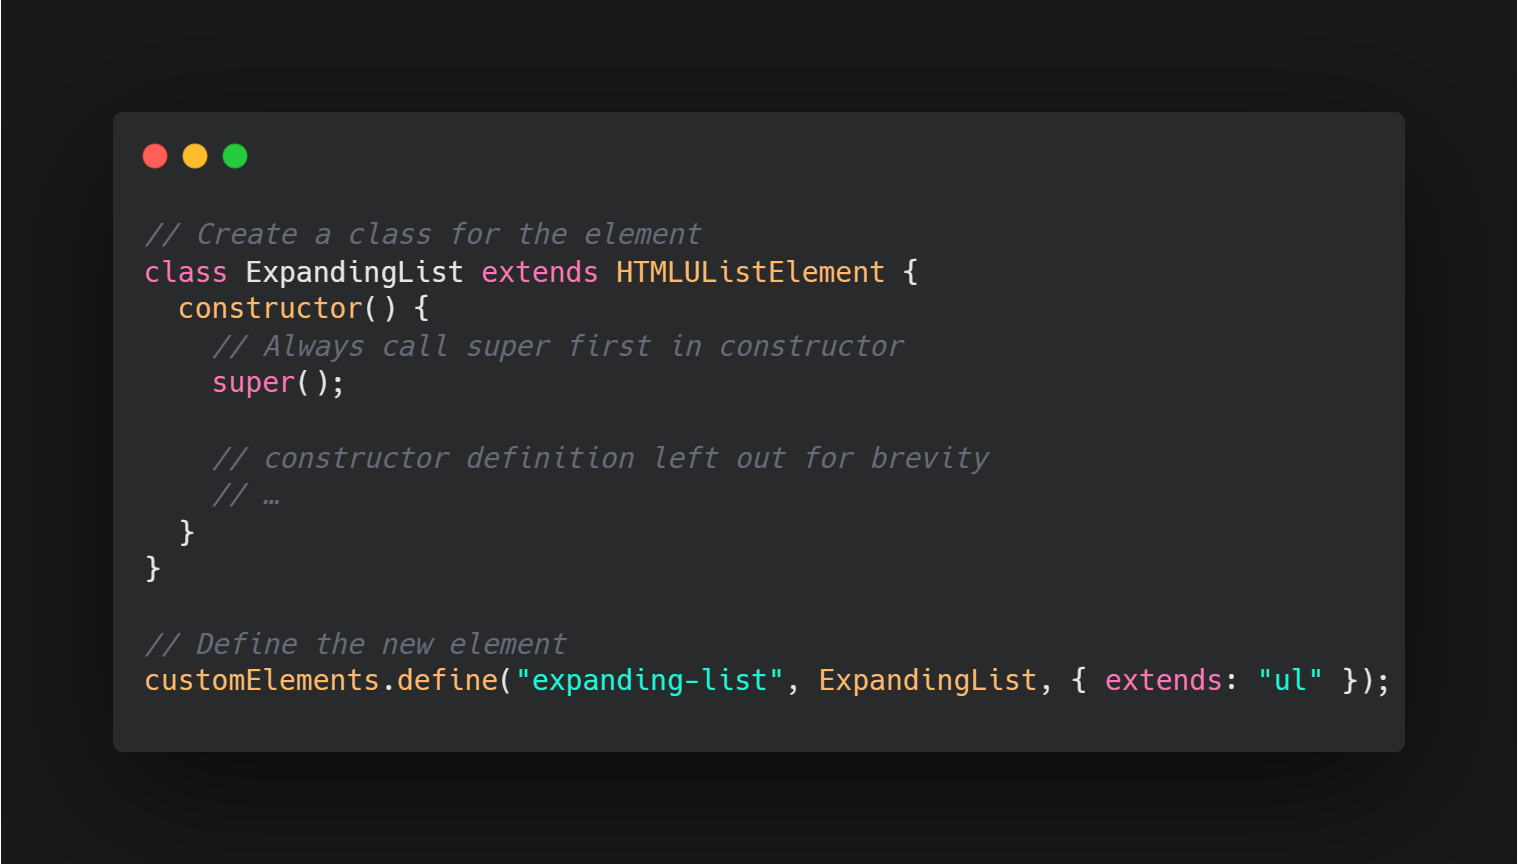 // Create a class for the element
class ExpandingList extends HTMLUListElement {
  constructor() {
    // Always call super first in constructor
    super();

    // constructor definition left out for brevity
    // …
  }
}

// Define the new element
customElements.define("expanding-list", ExpandingList, { extends: "ul" });